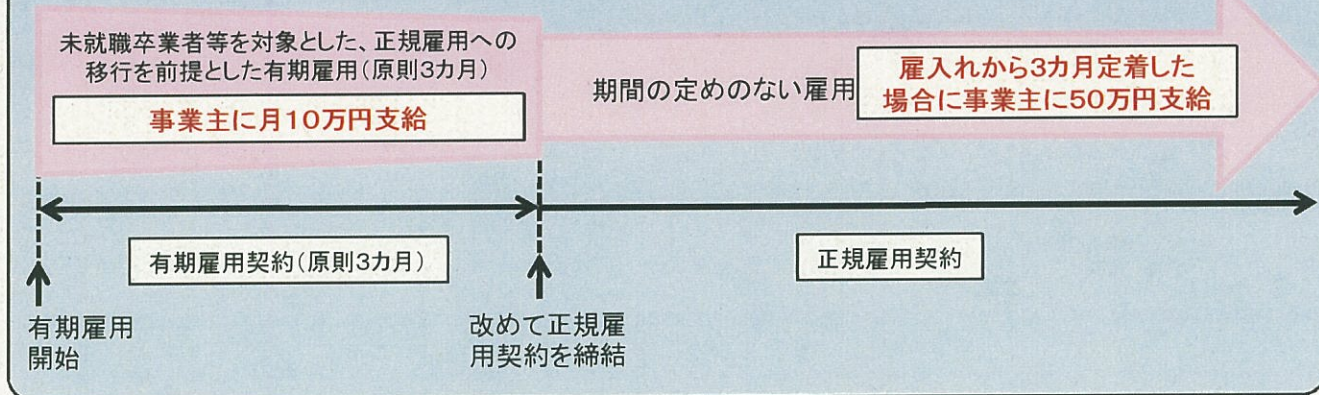 未就職卒業者等を対象とした、正規雇用への
移行を前提とした有期雇用(原則3カ月)
事業主に月10万円支給
期間の定めのない雇用
雇入れから3カ月定着した
場合に事業主に50万円支給
有期雇用契約(原則3カ月)
正規雇用契約
有期雇用
開始
改めて正規雇
用契約を締結